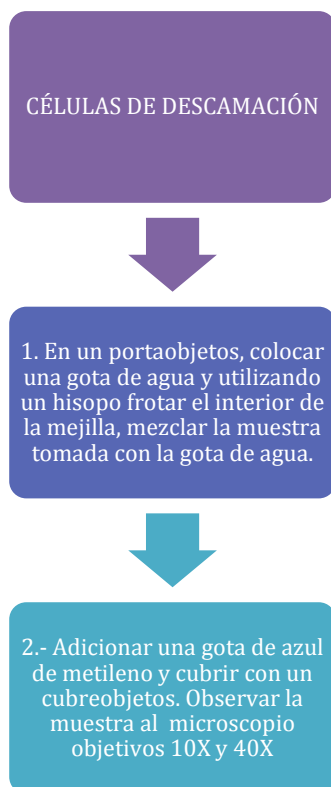 CÉLULAS DE DESCAMACIÓN
1. En un portaobjetos, colocar
una gota de agua y utilizando
un hisopo frotar el interior de
la mejilla, mezclar la muestra
tomada con la gota de agua.
2.- Adicionar una gota de azul
de metileno y cubrir con un
cubreobjetos. Observar la
muestra al microscopio
objetivos 10X y 40X